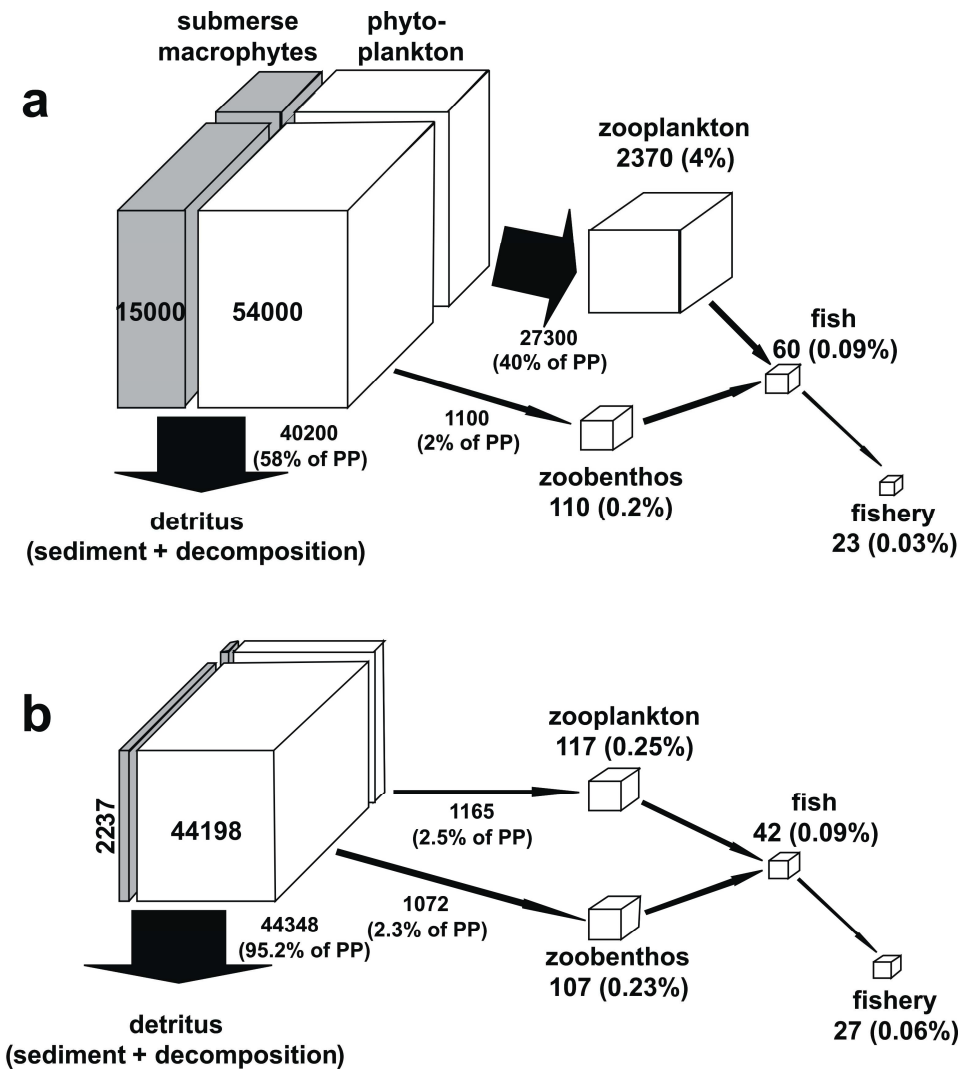 submerse
macrophytes
phyto-
plankton
a
zooplankton
2370 (4%)
15000
54000
27300
(40% of PP)
fish
60 (0.09%)
1100
(2% of PP)
40200
(58% of PP)
zoobenthos
110 (0.2%)
fishery
23 (0.03%)
detritus
(sediment + decomposition)
b
zooplankton
117 (0.25%)
2237
44198
1165
(2.5% of PP)
fish
42 (0.09%)
1072
(2.3% of PP)
44348
(95.2% of PP)
zoobenthos
107 (0.23%)
fishery
27 (0.06%)
detritus
(sediment + decomposition)